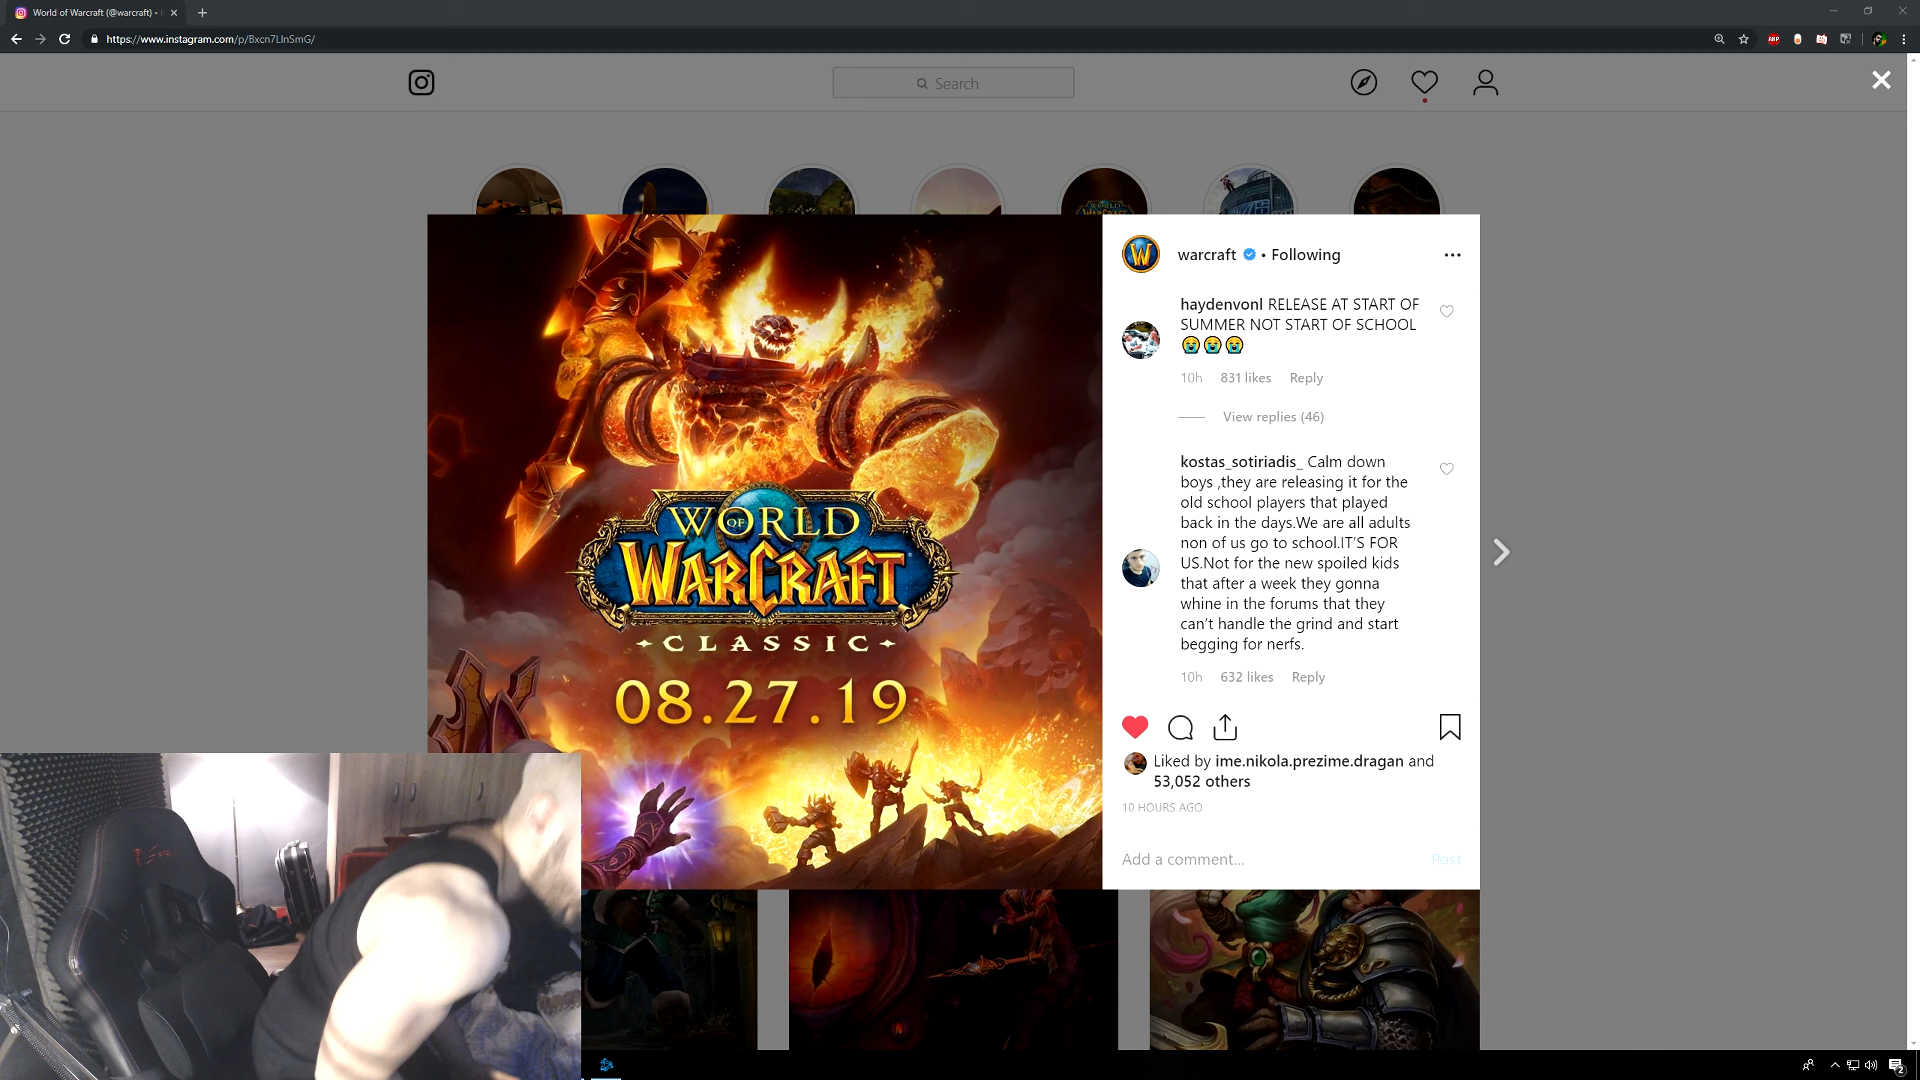 World of Warcraft (@warcraft) •
https://www.instagram.com/p/Bxcn7LlnSmG/
ABP
Search
WORLD
OF
WARCRAFT
CLASSIC
08.27.19
warcraft • Following
haydenvonl RELEASE AT START OF
SUMMER NOT START OF SCHOOL
😭😭😭
10h 831 likes Reply
View replies (46)
kostas_sotiriadis_ Calm down
boys ,they are releasing it for the
old school players that played
back in the days.We are all adults
non of us go to school.IT'S FOR
US.Not for the new spoiled kids
that after a week they gonna
whine in the forums that they
can't handle the grind and start
begging for nerfs.
10h 632 likes Reply
Liked by ime.nikola.prezime.dragan and
53,052 others
10 HOURS AGO
Add a comment...
Post
2